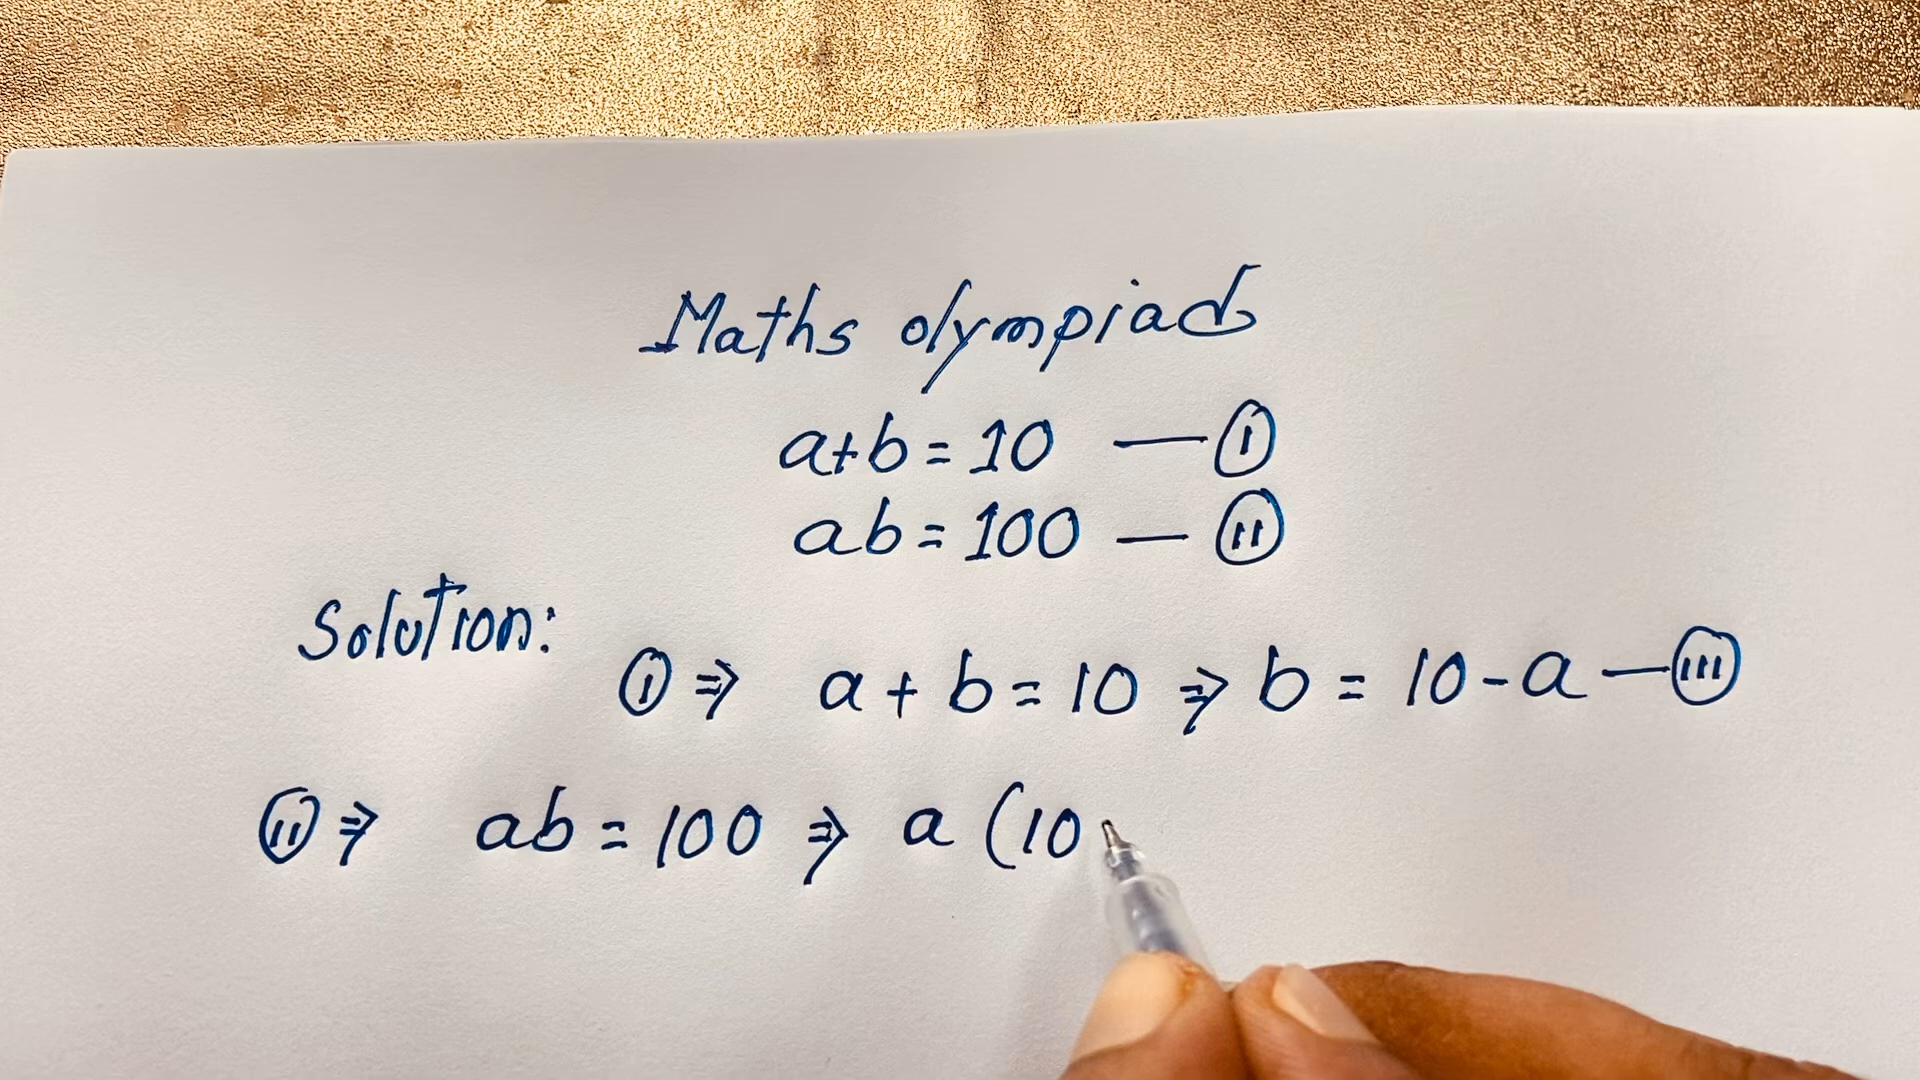 Maths olympiad
a+b = 10 — (I)
ab = 100 — (II)
Solution:
(I) ⇒ a + b = 10 ⇒ b = 10 - a — (III)
(II) ⇒ ab = 100 ⇒ a (10